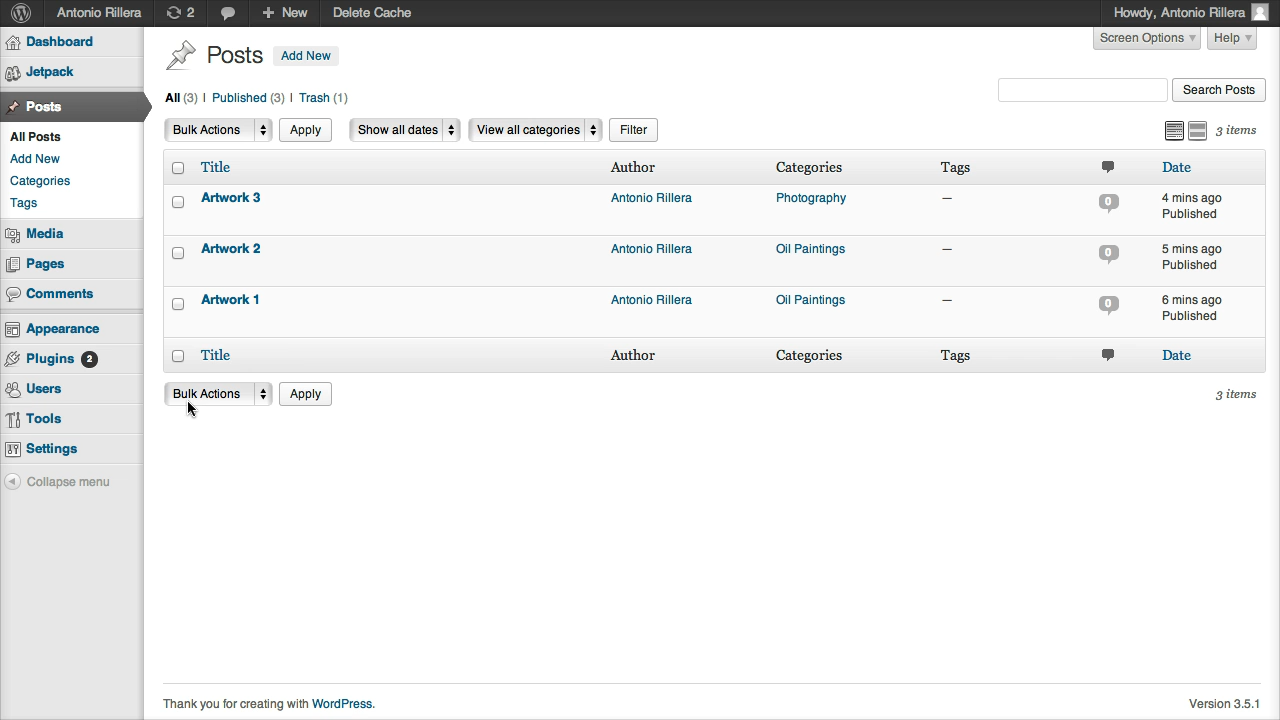 Antonio Rillera 2 + New Delete Cache Howdy, Antonio Rillera
Dashboard
Jetpack
Posts
All Posts
Add New
Categories
Tags
Media
Pages
Comments
Appearance
Plugins 2
Users
Tools
Settings
Collapse menu
Screen Options Help
Posts Add New
All (3) | Published (3) | Trash (1)
Search Posts
Bulk Actions Apply Show all dates View all categories Filter 3 items
Title Author Categories Tags Date
Artwork 3 Antonio Rillera Photography — 0 4 mins ago
Published
Artwork 2 Antonio Rillera Oil Paintings — 0 5 mins ago
Published
Artwork 1 Antonio Rillera Oil Paintings — 0 6 mins ago
Published
Title Author Categories Tags Date
Bulk Actions Apply 3 items
Thank you for creating with WordPress. Version 3.5.1